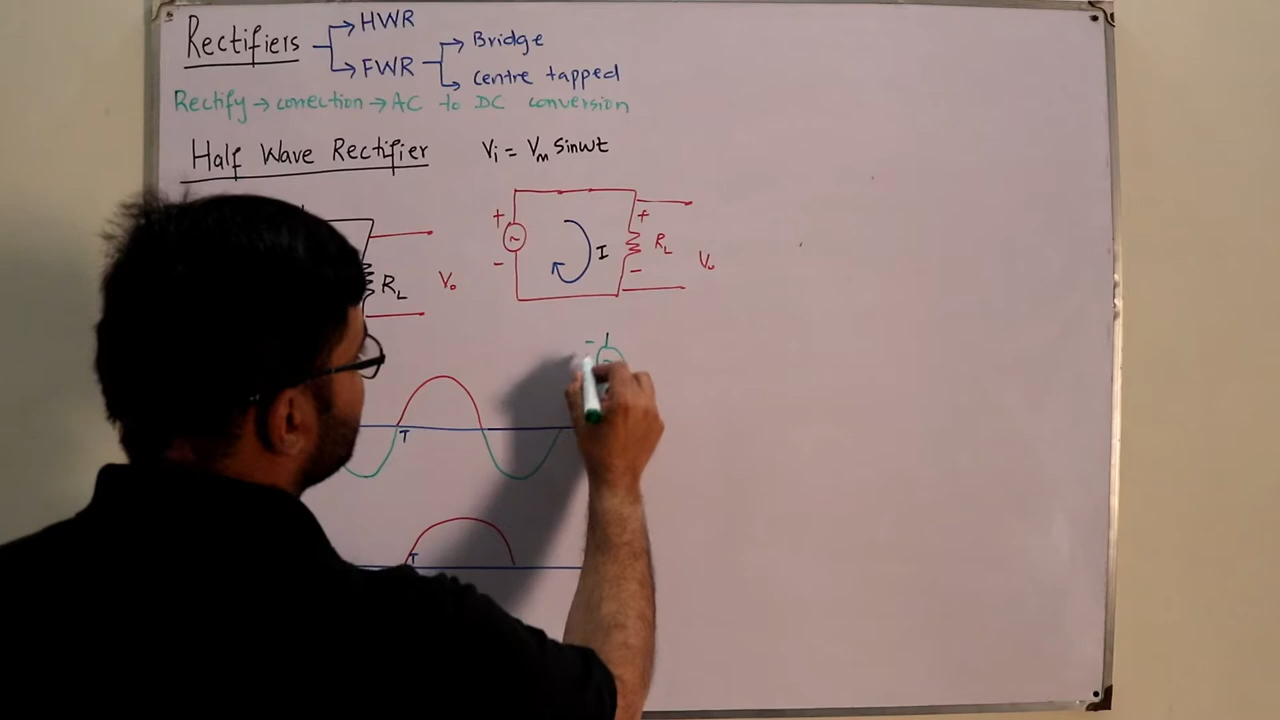 Rectifiers → HWR
→ FWR → Bridge
→ Centre tapped
Rectify → conection → AC to DC conversion
Half Wave Rectifier Vi = Vm Sinwt
+ + RL Vo
~ I
- -
RL Vo
- ~
T
T